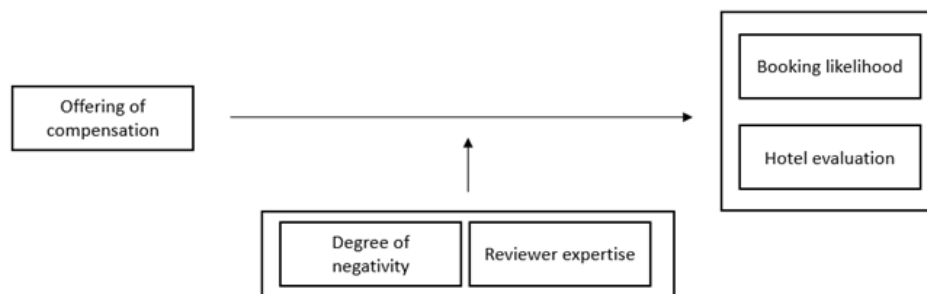 Booking likelihood
Offering of
compensation
Hotel evaluation
Degree of
negativity
Reviewer expertise